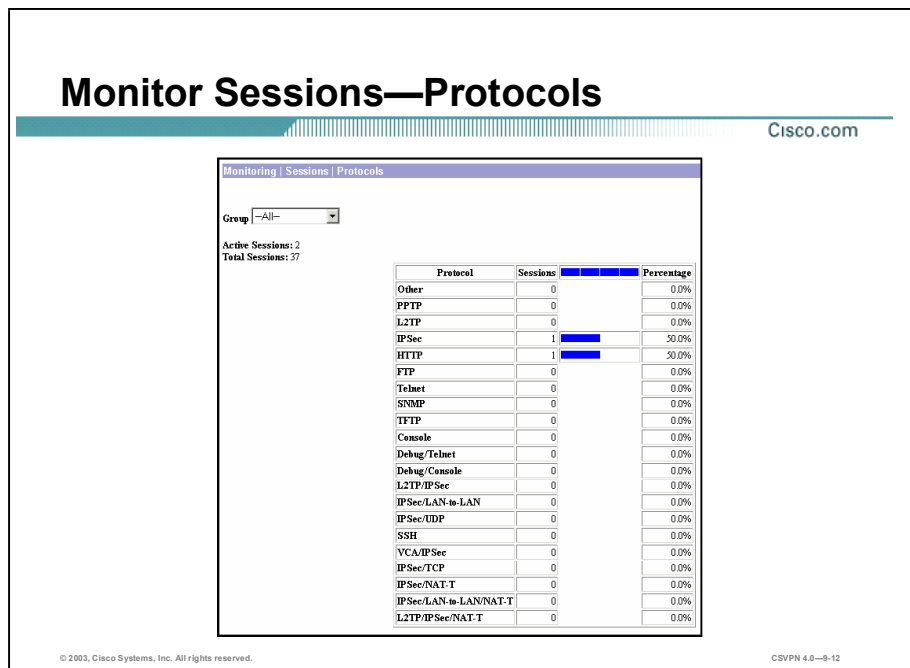 Monitor Sessions—Protocols
Cisco.com
Monitoring | Sessions | Protocols
Group –All–
Active Sessions: 2
Total Sessions: 37
Protocol Sessions Percentage
Other 0 0.0%
PPTP 0 0.0%
L2TP 0 0.0%
IPSec 1 50.0%
HTTP 1 50.0%
FTP 0 0.0%
Telnet 0 0.0%
SNMP 0 0.0%
TFTP 0 0.0%
Console 0 0.0%
Debug/Telnet 0 0.0%
Debug/Console 0 0.0%
L2TP/IPSec 0 0.0%
IPSec/LAN-to-LAN 0 0.0%
IPSec/UDP 0 0.0%
SSH 0 0.0%
VCA/IPSec 0 0.0%
IPSec/TCP 0 0.0%
IPSec/NAT-T 0 0.0%
IPSec/LAN-to-LAN/NAT-T 0 0.0%
L2TP/IPSec/NAT-T 0 0.0%
© 2003, Cisco Systems, Inc. All rights reserved. CSVPN 4.0—9-12